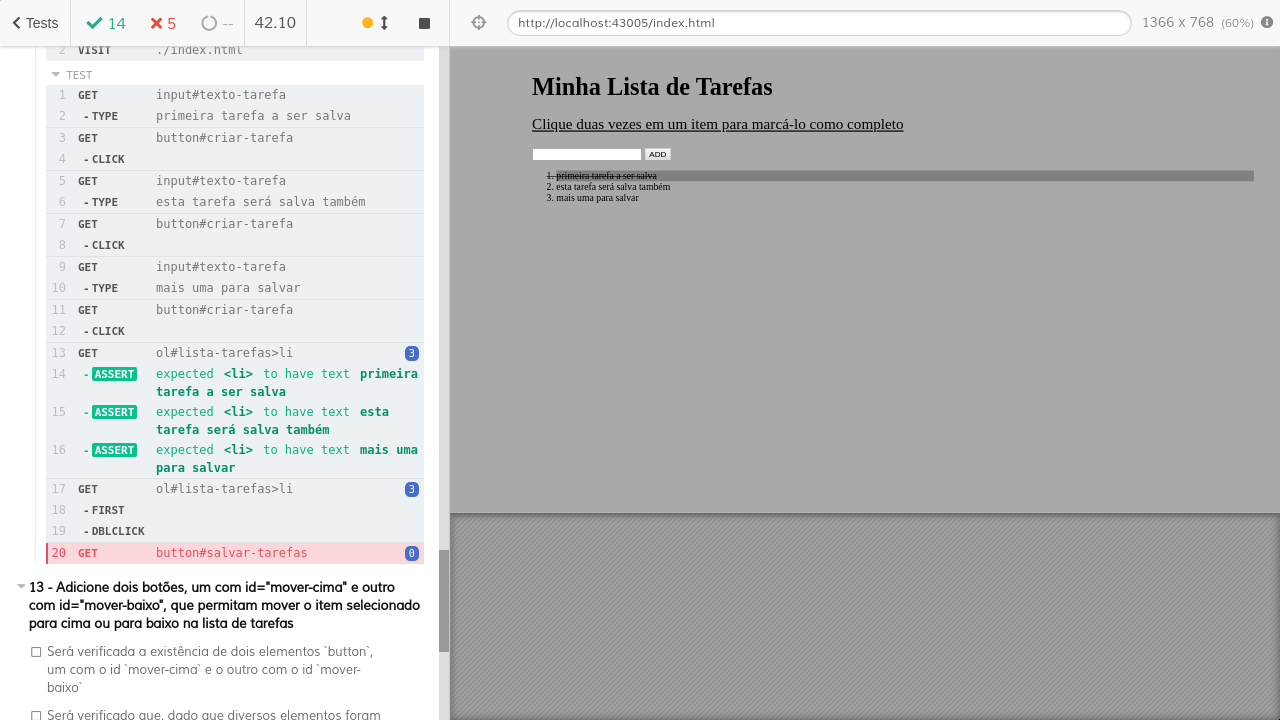 Tests 14 5 -- 42.10 http://localhost:43005/index.html 1366 x 768 (60%)
2 VISIT ./index.html
TEST
1 GET input#texto-tarefa
2 -TYPE primeira tarefa a ser salva
3 GET button#criar-tarefa
4 -CLICK
5 GET input#texto-tarefa
6 -TYPE esta tarefa será salva também
7 GET button#criar-tarefa
8 -CLICK
9 GET input#texto-tarefa
10 -TYPE mais uma para salvar
11 GET button#criar-tarefa
12 -CLICK
13 GET ol#lista-tarefas>li 3
14 -ASSERT expected <li> to have text primeira
tarefa a ser salva
15 -ASSERT expected <li> to have text esta
tarefa será salva também
16 -ASSERT expected <li> to have text mais uma
para salvar
17 GET ol#lista-tarefas>li 3
18 -FIRST
19 -DBLCLICK
20 GET button#salvar-tarefas 0
13 - Adicione dois botões, um com id="mover-cima" e outro
com id="mover-baixo", que permitam mover o item selecionado
para cima ou para baixo na lista de tarefas
Será verificada a existência de dois elementos `button`,
um com o id `mover-cima` e o outro com o id `mover-
baixo`
Será verificado que, dado que diversos elementos foram
Minha Lista de Tarefas
Clique duas vezes em um item para marcá-lo como completo
ADD
1. primeira tarefa a ser salva
2. esta tarefa será salva também
3. mais uma para salvar